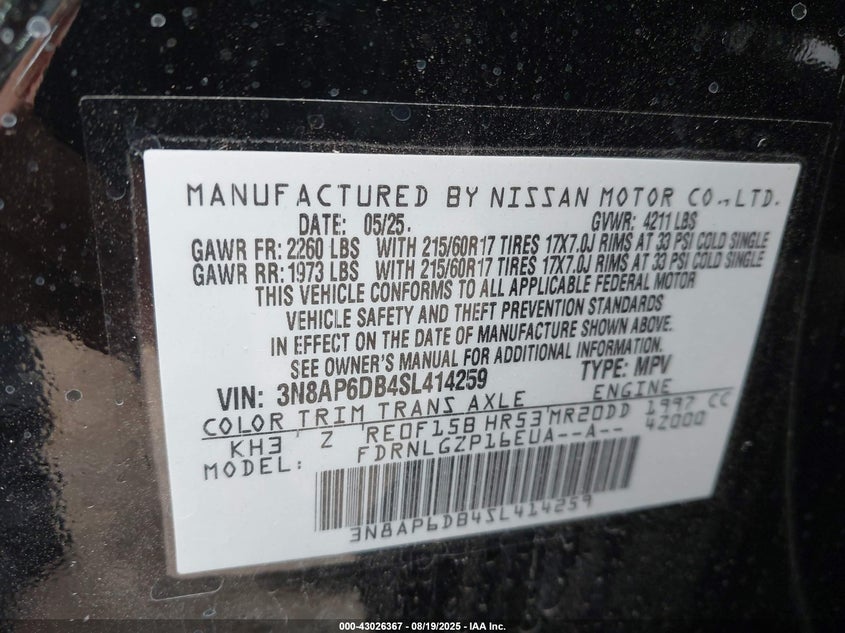 MANUFACTURED BY NISSAN MOTOR CO.,LTD.
DATE: 05/25. GVWR: 4211 LBS
GAWR FR: 2260 LBS WITH 215/60R17 TIRES 17X7.0J RIMS AT 33 PSI COLD SINGLE
GAWR RR: 1973 LBS WITH 215/60R17 TIRES 17X7.0J RIMS AT 33 PSI COLD SINGLE
THIS VEHICLE CONFORMS TO ALL APPLICABLE FEDERAL MOTOR
VEHICLE SAFETY AND THEFT PREVENTION STANDARDS
IN EFFECT ON THE DATE OF MANUFACTURE SHOWN ABOVE.
SEE OWNER'S MANUAL FOR ADDITIONAL INFORMATION.
VIN: 3N8AP6DB4SL414259 TYPE: MPV
COLOR TRIM TRANS AXLE ENGINE
KH3 Z RE0F15B HR53 MR20DD 1997 CC
MODEL: FDRNLGZP16EUA--A-- 4Z000
3N8AP6DB4SL414259
000-43026367 - 08/19/2025 - IAA Inc.